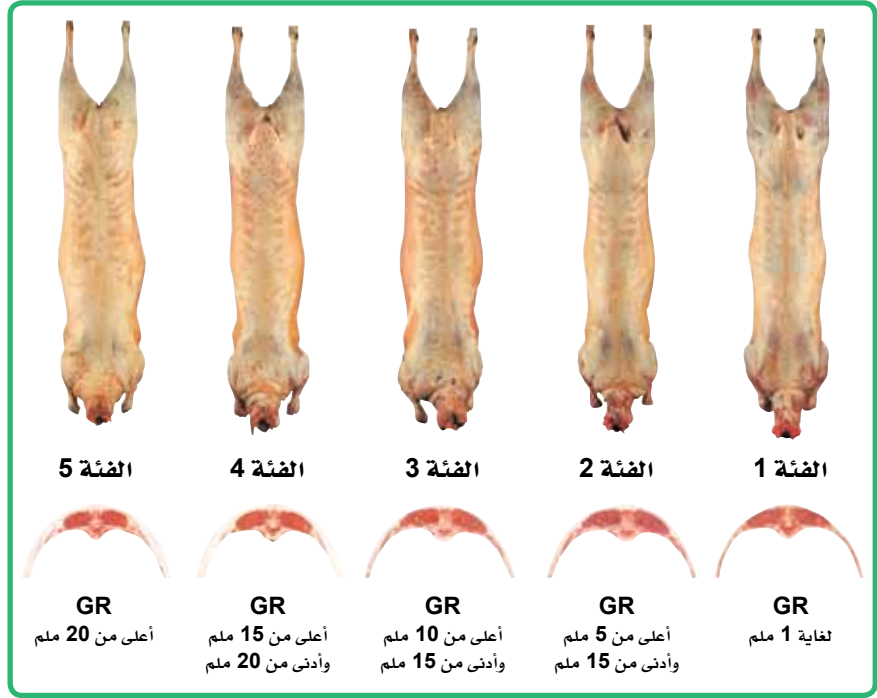 الفئة 1
الفئة 2
الفئة 3
الفئة 4
الفئة 5
GR
لغاية 1 ملم
GR
أعلى من 5 ملم
وأدنى من 15 ملم
GR
أعلى من 10 ملم
وأدنى من 15 ملم
GR
أعلى من 15 ملم
وأدنى من 20 ملم
GR
أعلى من 20 ملم